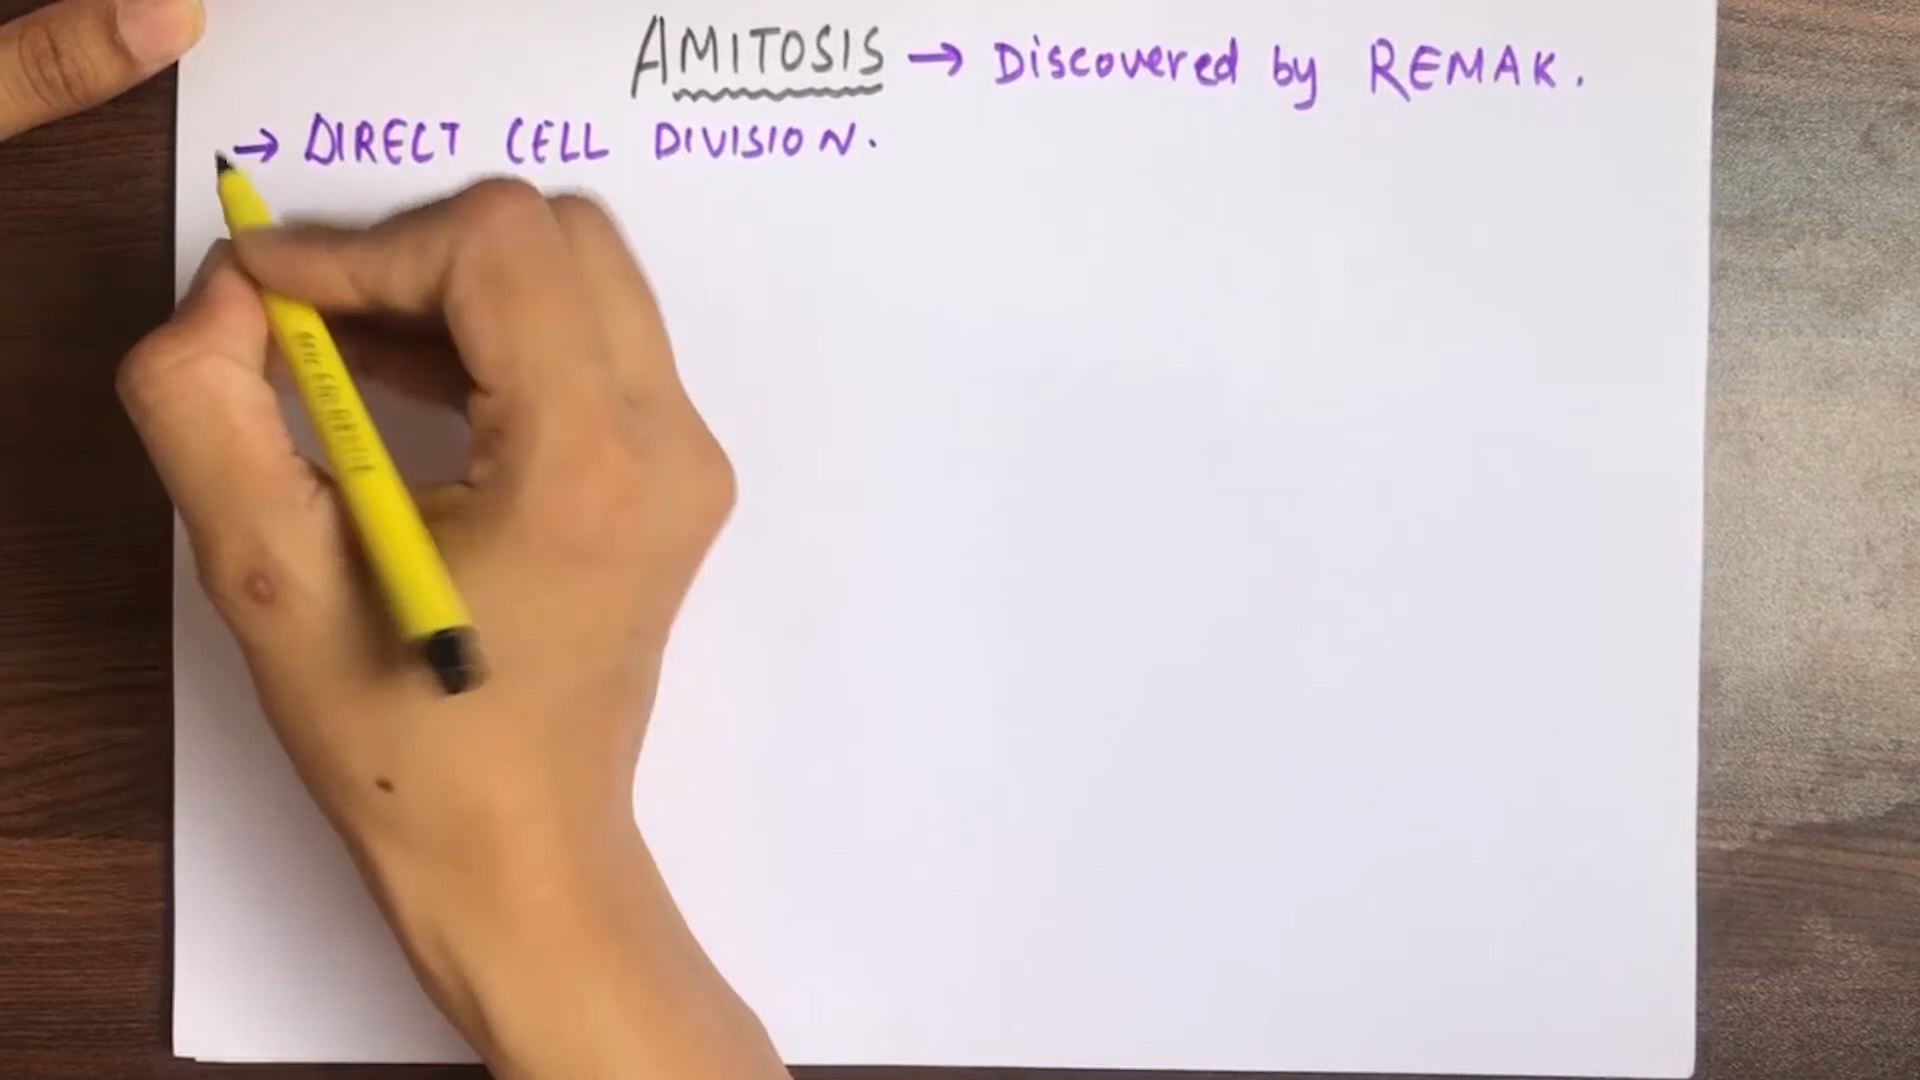 AMITOSIS → Discovered by REMAK.
→ DIRECT CELL DIVISION.